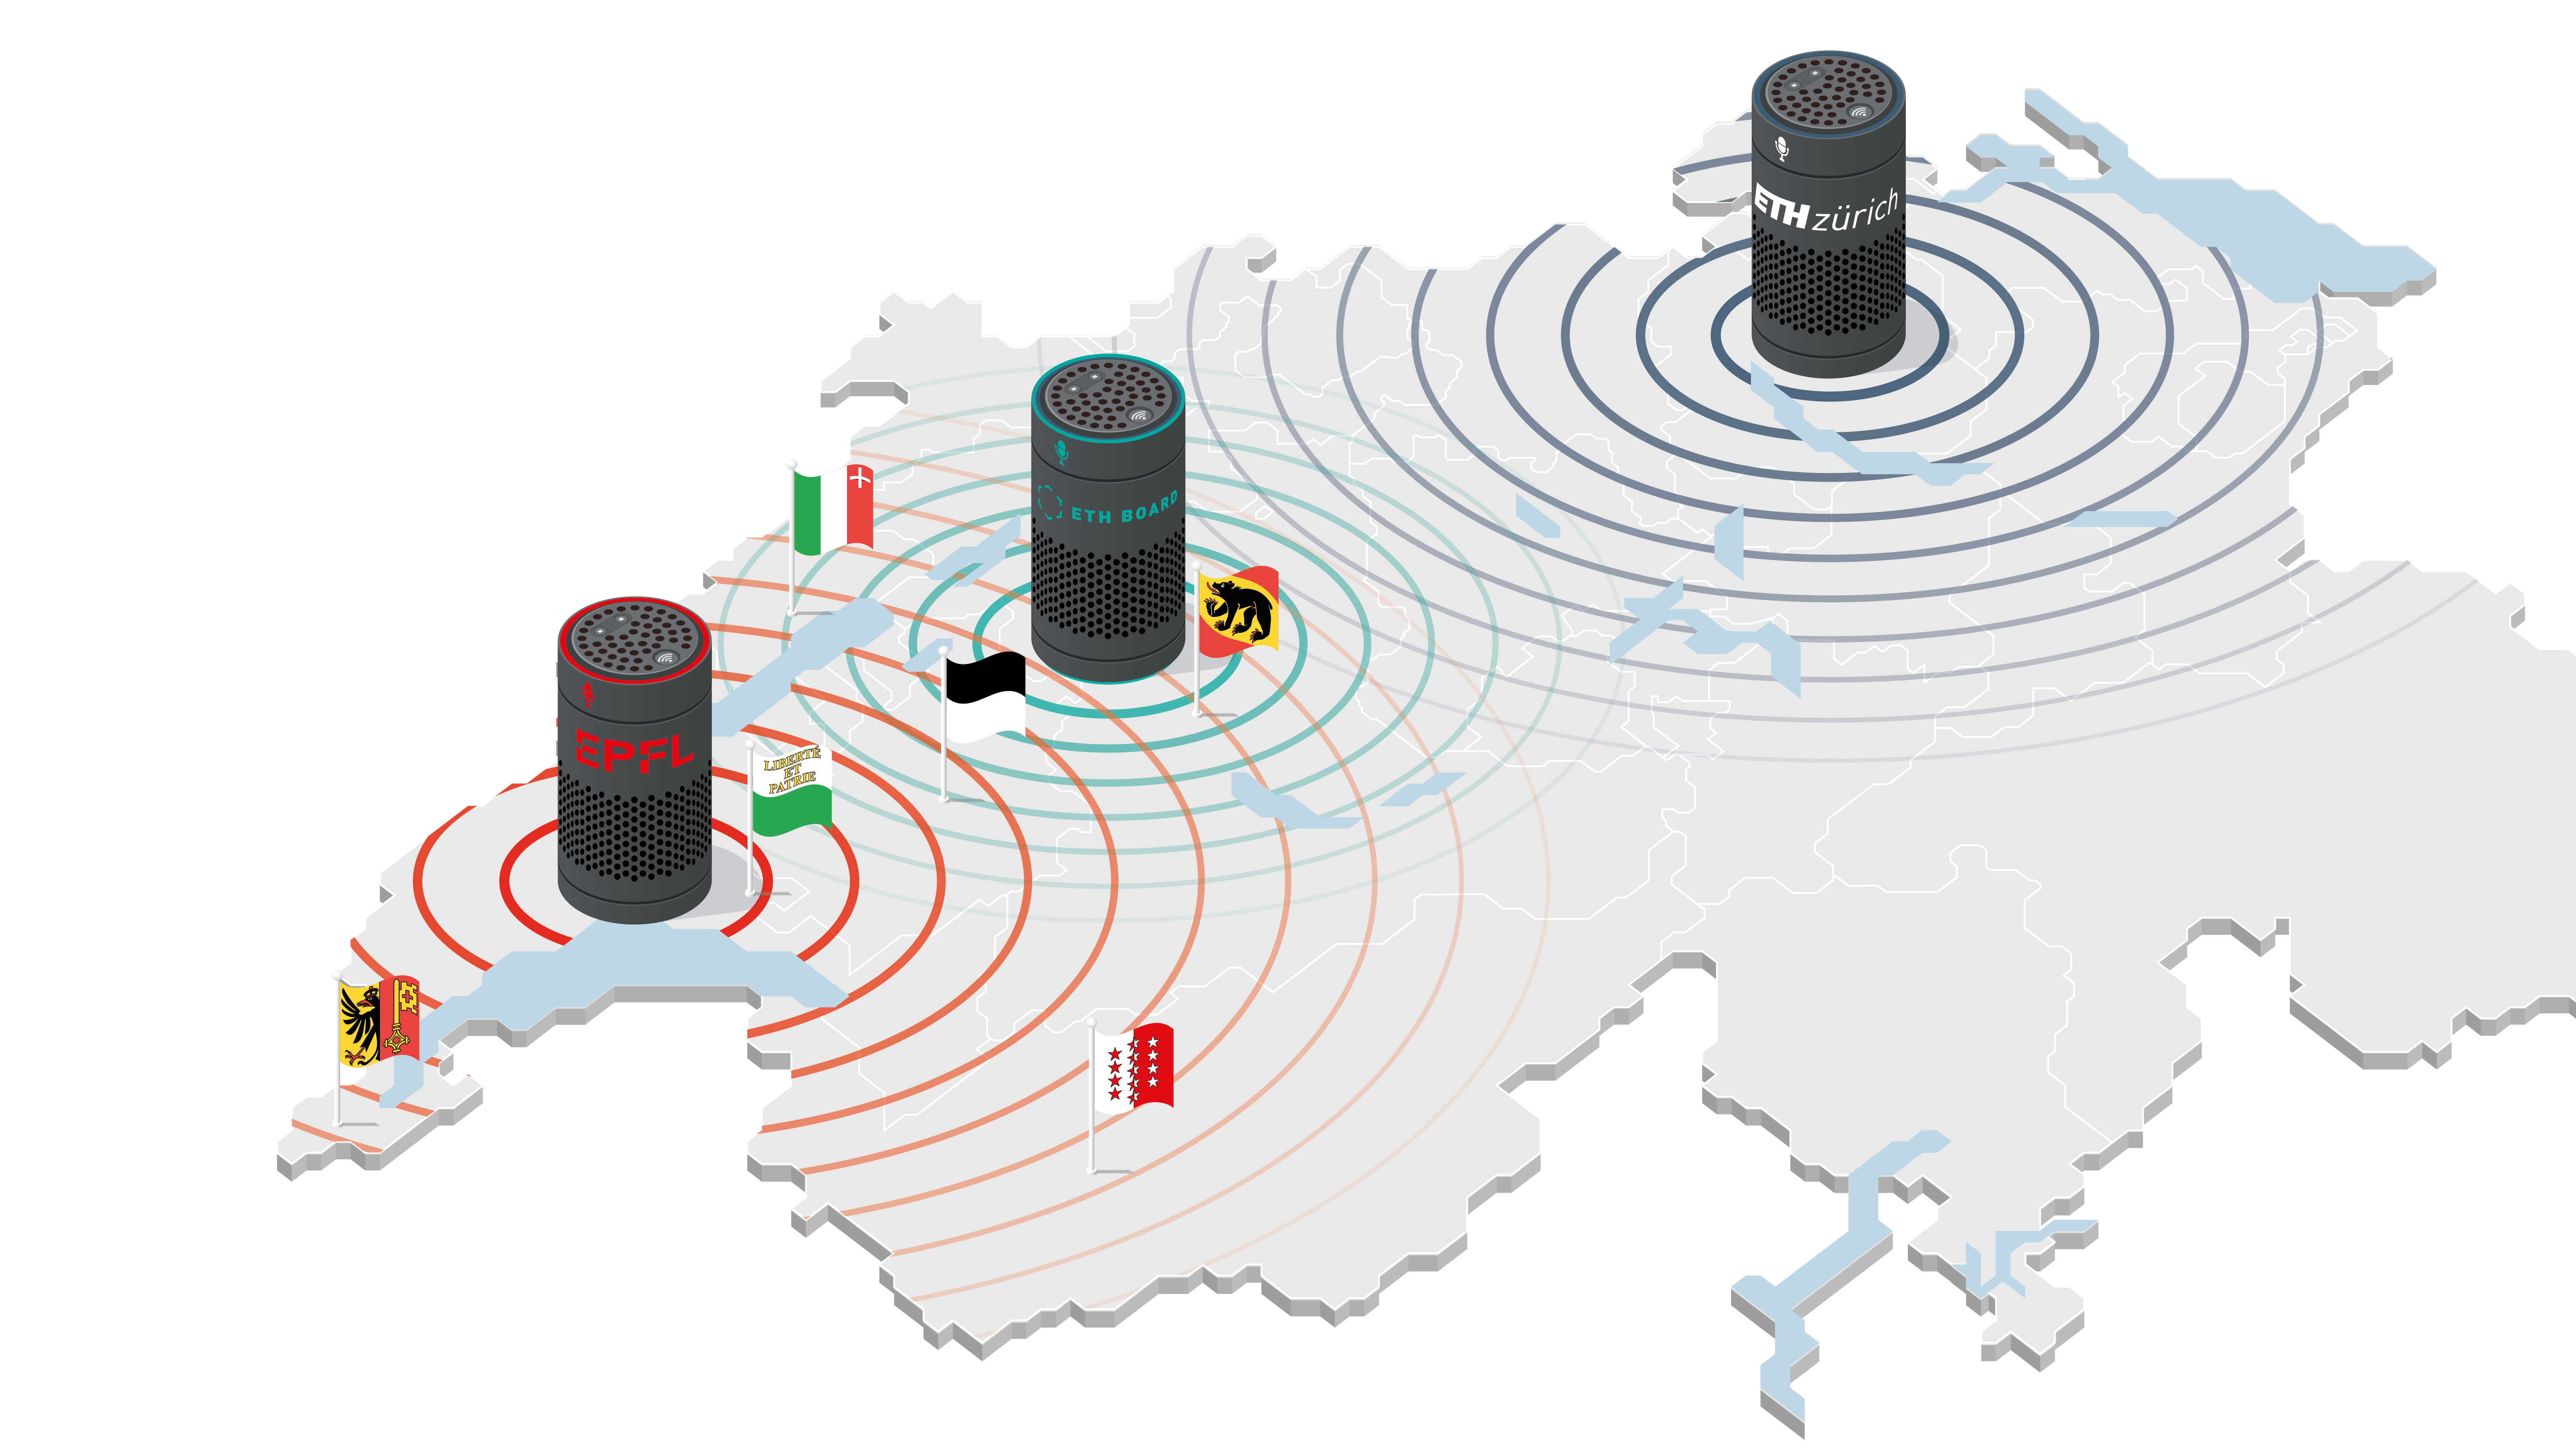 ETH zürich
ETH BOARD
EPFL
LIBERTÉ
ET
PATRIE